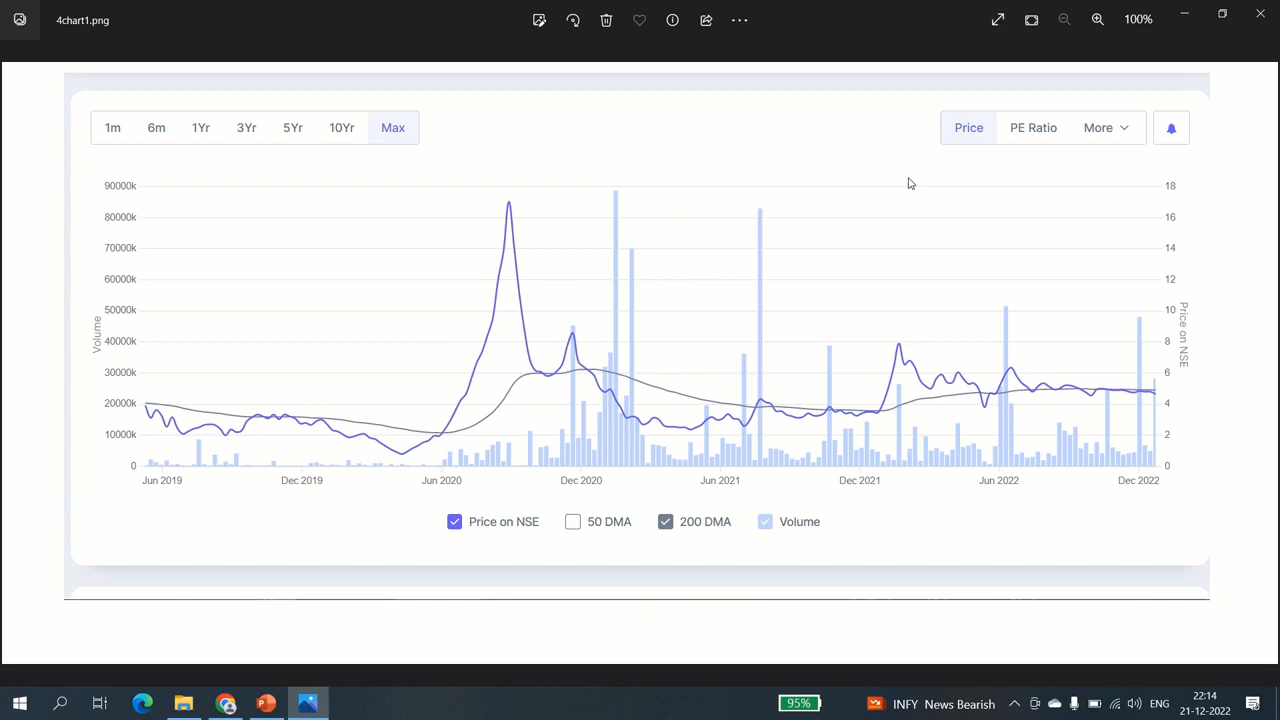 4chart1.png
100%
1m 6m 1Yr 3Yr 5Yr 10Yr Max
Price PE Ratio More
90000k
80000k
70000k
60000k
50000k
40000k
30000k
20000k
10000k
0
Volume
18
16
14
12
10
8
6
4
2
0
Price on NSE
Jun 2019 Dec 2019 Jun 2020 Dec 2020 Jun 2021 Dec 2021 Jun 2022 Dec 2022
Price on NSE 50 DMA 200 DMA Volume
95%
INFY News Bearish
ENG
22:14
21-12-2022